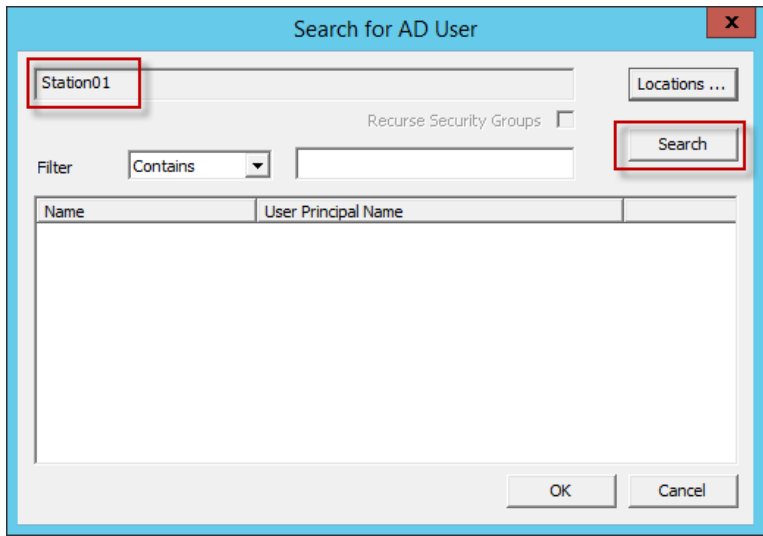 Search for AD User
x
Station01
Locations ...
Recurse Security Groups
Search
Filter
Contains
Name
User Principal Name
OK
Cancel